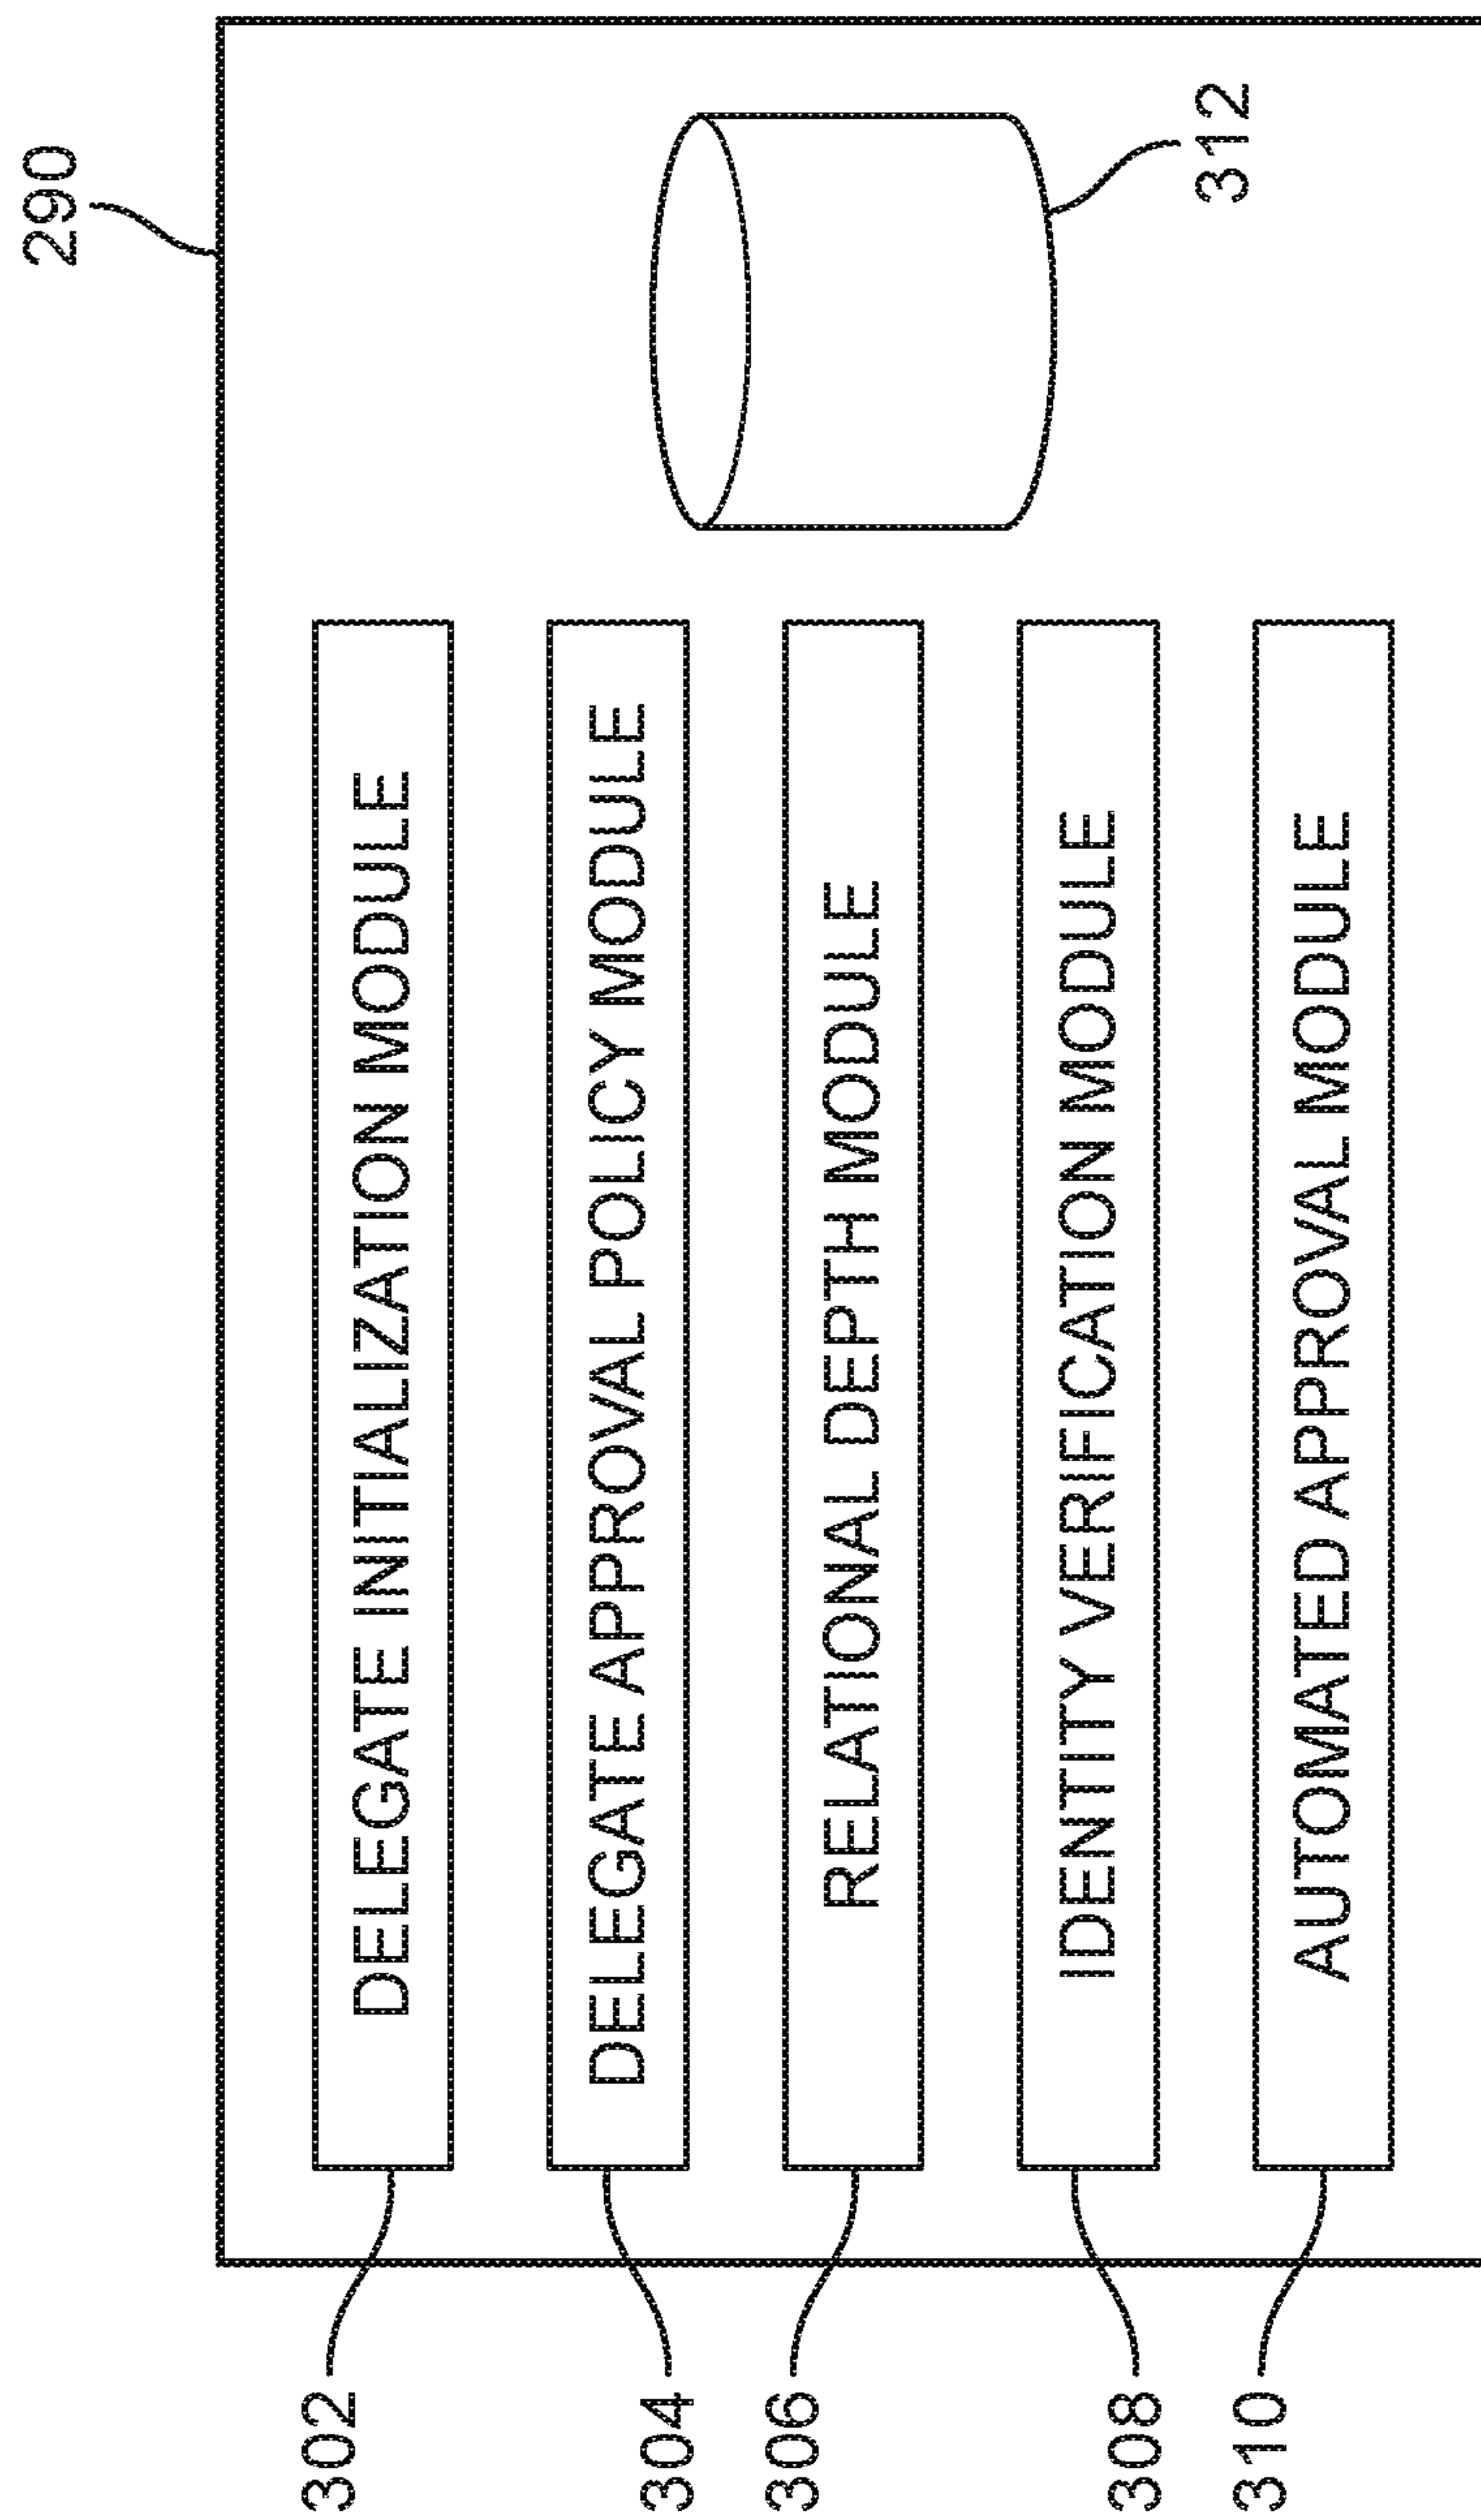 290
302
DELEGATE INITIALIZATION MODULE
304
DELEGATE APPROVAL POLICY MODULE
306
RELATIONAL DEPTH MODULE
308
IDENTITY VERIFICATION MODULE
310
AUTOMATED APPROVAL MODULE
312